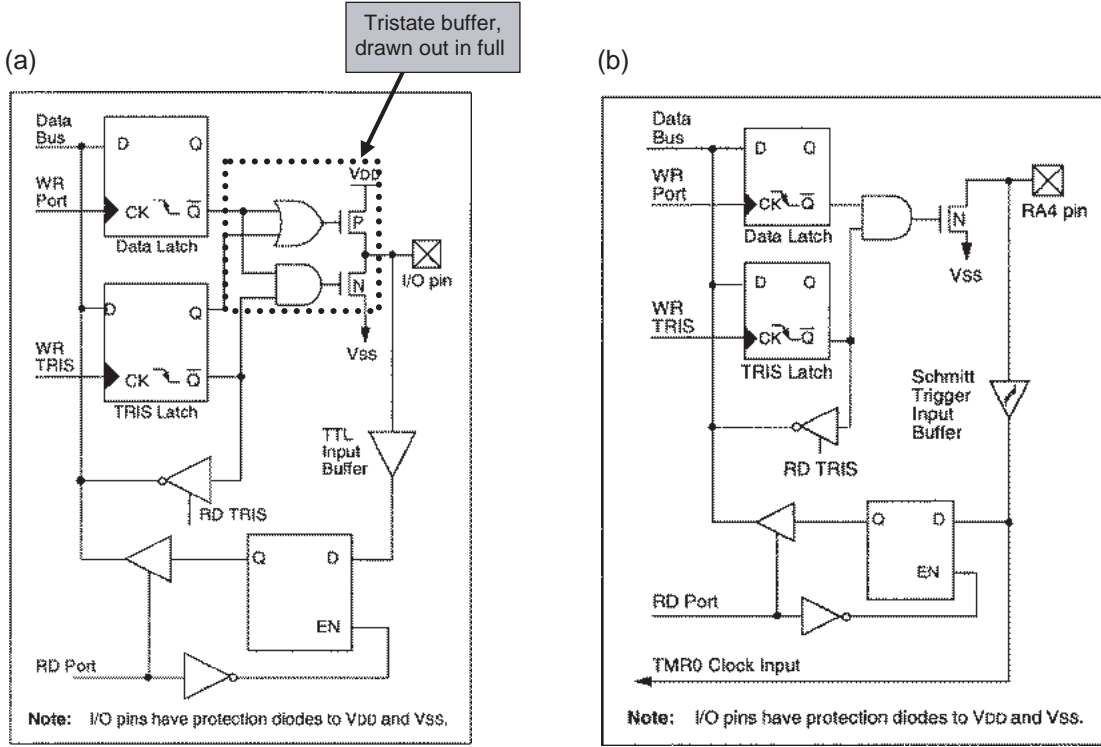 Tristate buffer,
drawn out in full
(a)
Data
Bus
D
Q
WR
Port
CK
Q
Data Latch
VDD
P
N
I/O pin
VSS
D
Q
WR
TRIS
CK
Q
TRIS Latch
TTL
Input
Buffer
RD TRIS
Q
D
EN
RD Port
Note: I/O pins have protection diodes to VDD and VSS.
(b)
Data
Bus
D
Q
WR
Port
CK
Q
Data Latch
N
RA4 pin
VSS
D
Q
WR
TRIS
CK
Q
TRIS Latch
Schmitt
Trigger
Input
Buffer
RD TRIS
Q
D
EN
RD Port
TMR0 Clock Input
Note: I/O pins have protection diodes to VDD and VSS.